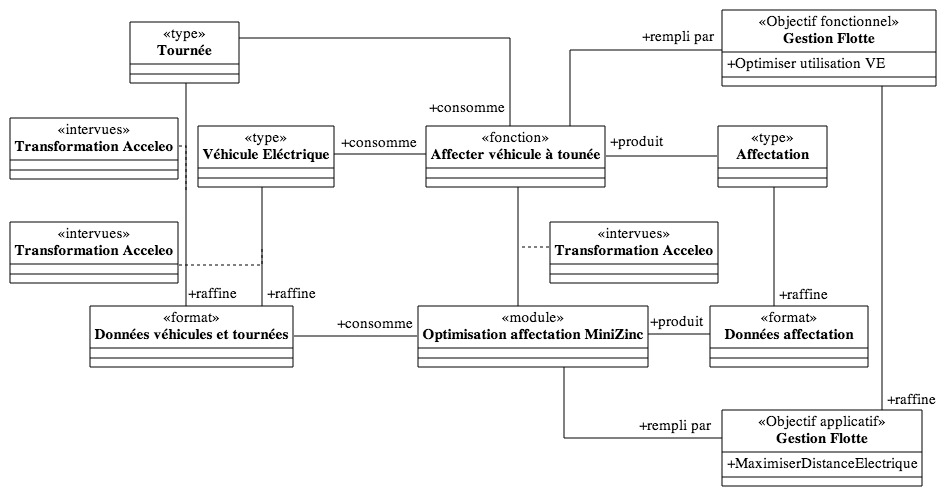 «type»
Tournée
«Objectif fonctionnel»
Gestion Flotte
+Optimiser utilisation VE
+rempli par
+consomme
«intervues»
Transformation Acceleo
«type»
Véhicule Eléctrique
+consomme
«fonction»
Affecter véhicule à tounée
+produit
«type»
Affectation
«intervues»
Transformation Acceleo
«intervues»
Transformation Acceleo
+raffine
+raffine
+raffine
«format»
Données véhicules et tournées
+consomme
«module»
Optimisation affectation MiniZinc
+produit
«format»
Données affectation
+raffine
+rempli par
«Objectif applicatif»
Gestion Flotte
+MaximiserDistanceElectrique